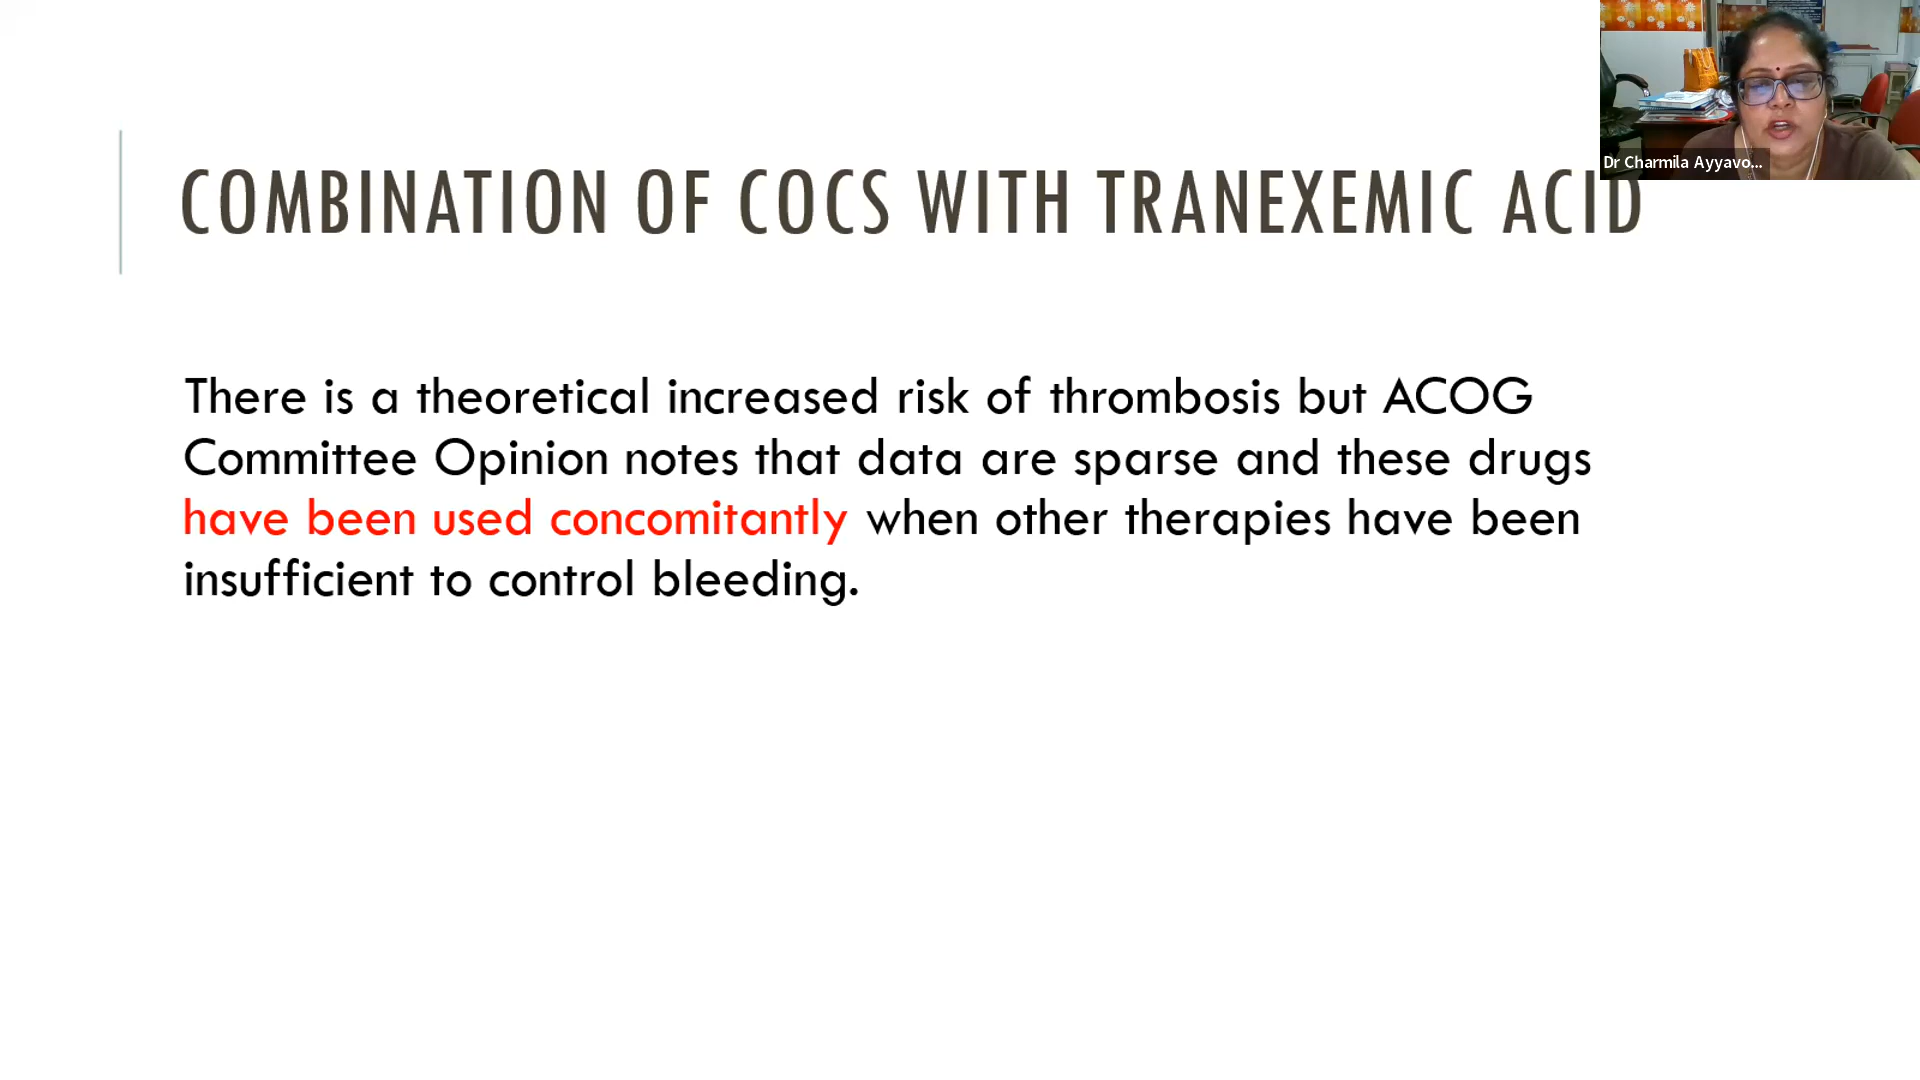 Dr Charmila Ayyavo...
COMBINATION OF COCS WITH TRANEXEMIC ACID
There is a theoretical increased risk of thrombosis but ACOG
Committee Opinion notes that data are sparse and these drugs
have been used concomitantly when other therapies have been
insufficient to control bleeding.